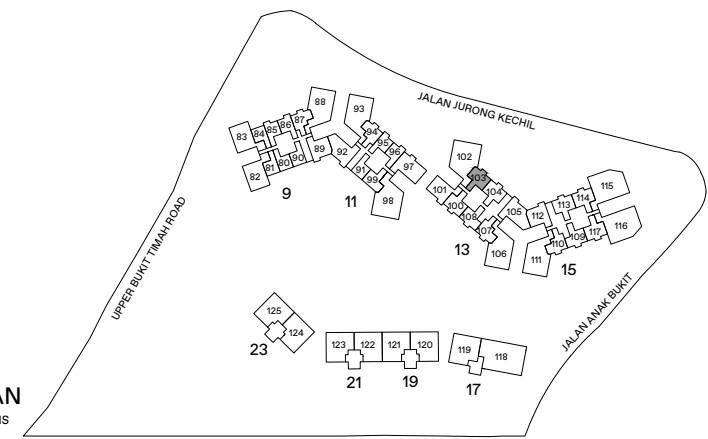 JALAN JURONG KECHIL
UPPER BUKIT TIMAH ROAD
JALAN ANAK BUKIT
83 84 85 86 87 88
82 81 80 90 89
9
93 94 95 96 97
92 91 99 98
11
102 103 104 105
101 100 108 107 106
13
112 113 114 115
111 110 109 117 116
15
125 124
23
123 122
21
121 120
19
119 118
17
AN